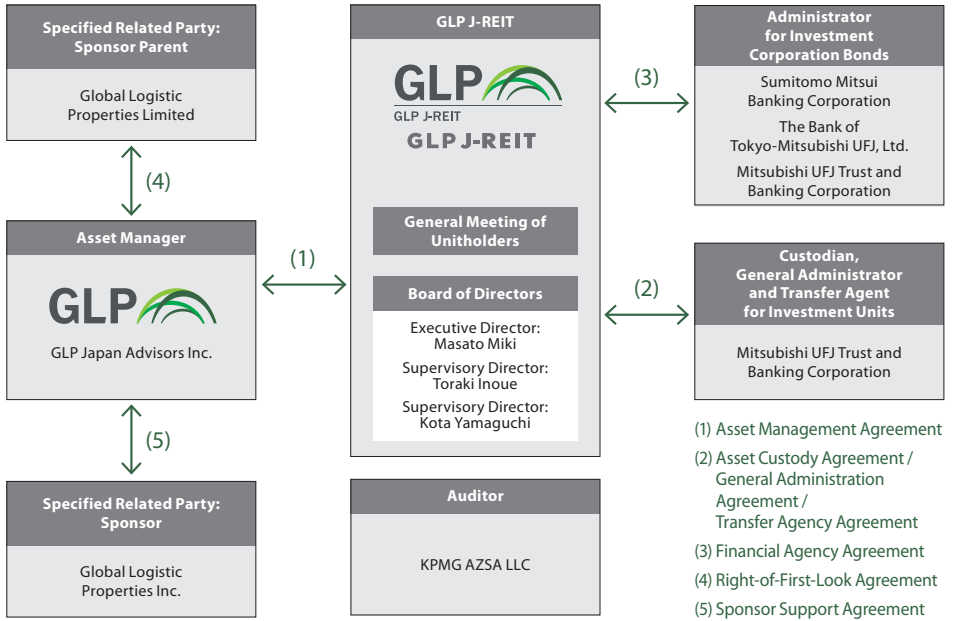 Specified Related Party:
Sponsor Parent
Global Logistic
Properties Limited
(4)
Asset Manager
GLP
GLP Japan Advisors Inc.
(5)
Specified Related Party:
Sponsor
Global Logistic
Properties Inc.
(1)
GLP J-REIT
GLP
GLP J-REIT
GLP J-REIT
General Meeting of
Unitholders
Board of Directors
Executive Director:
Masato Miki
Supervisory Director:
Toraki Inoue
Supervisory Director:
Kota Yamaguchi
Auditor
KPMG AZSA LLC
(3)
Administrator
for Investment
Corporation Bonds
Sumitomo Mitsui
Banking Corporation
The Bank of
Tokyo-Mitsubishi UFJ, Ltd.
Mitsubishi UFJ Trust and
Banking Corporation
(2)
Custodian,
General Administrator
and Transfer Agent
for Investment Units
Mitsubishi UFJ Trust and
Banking Corporation
(1) Asset Management Agreement
(2) Asset Custody Agreement /
General Administration
Agreement /
Transfer Agency Agreement
(3) Financial Agency Agreement
(4) Right-of-First-Look Agreement
(5) Sponsor Support Agreement